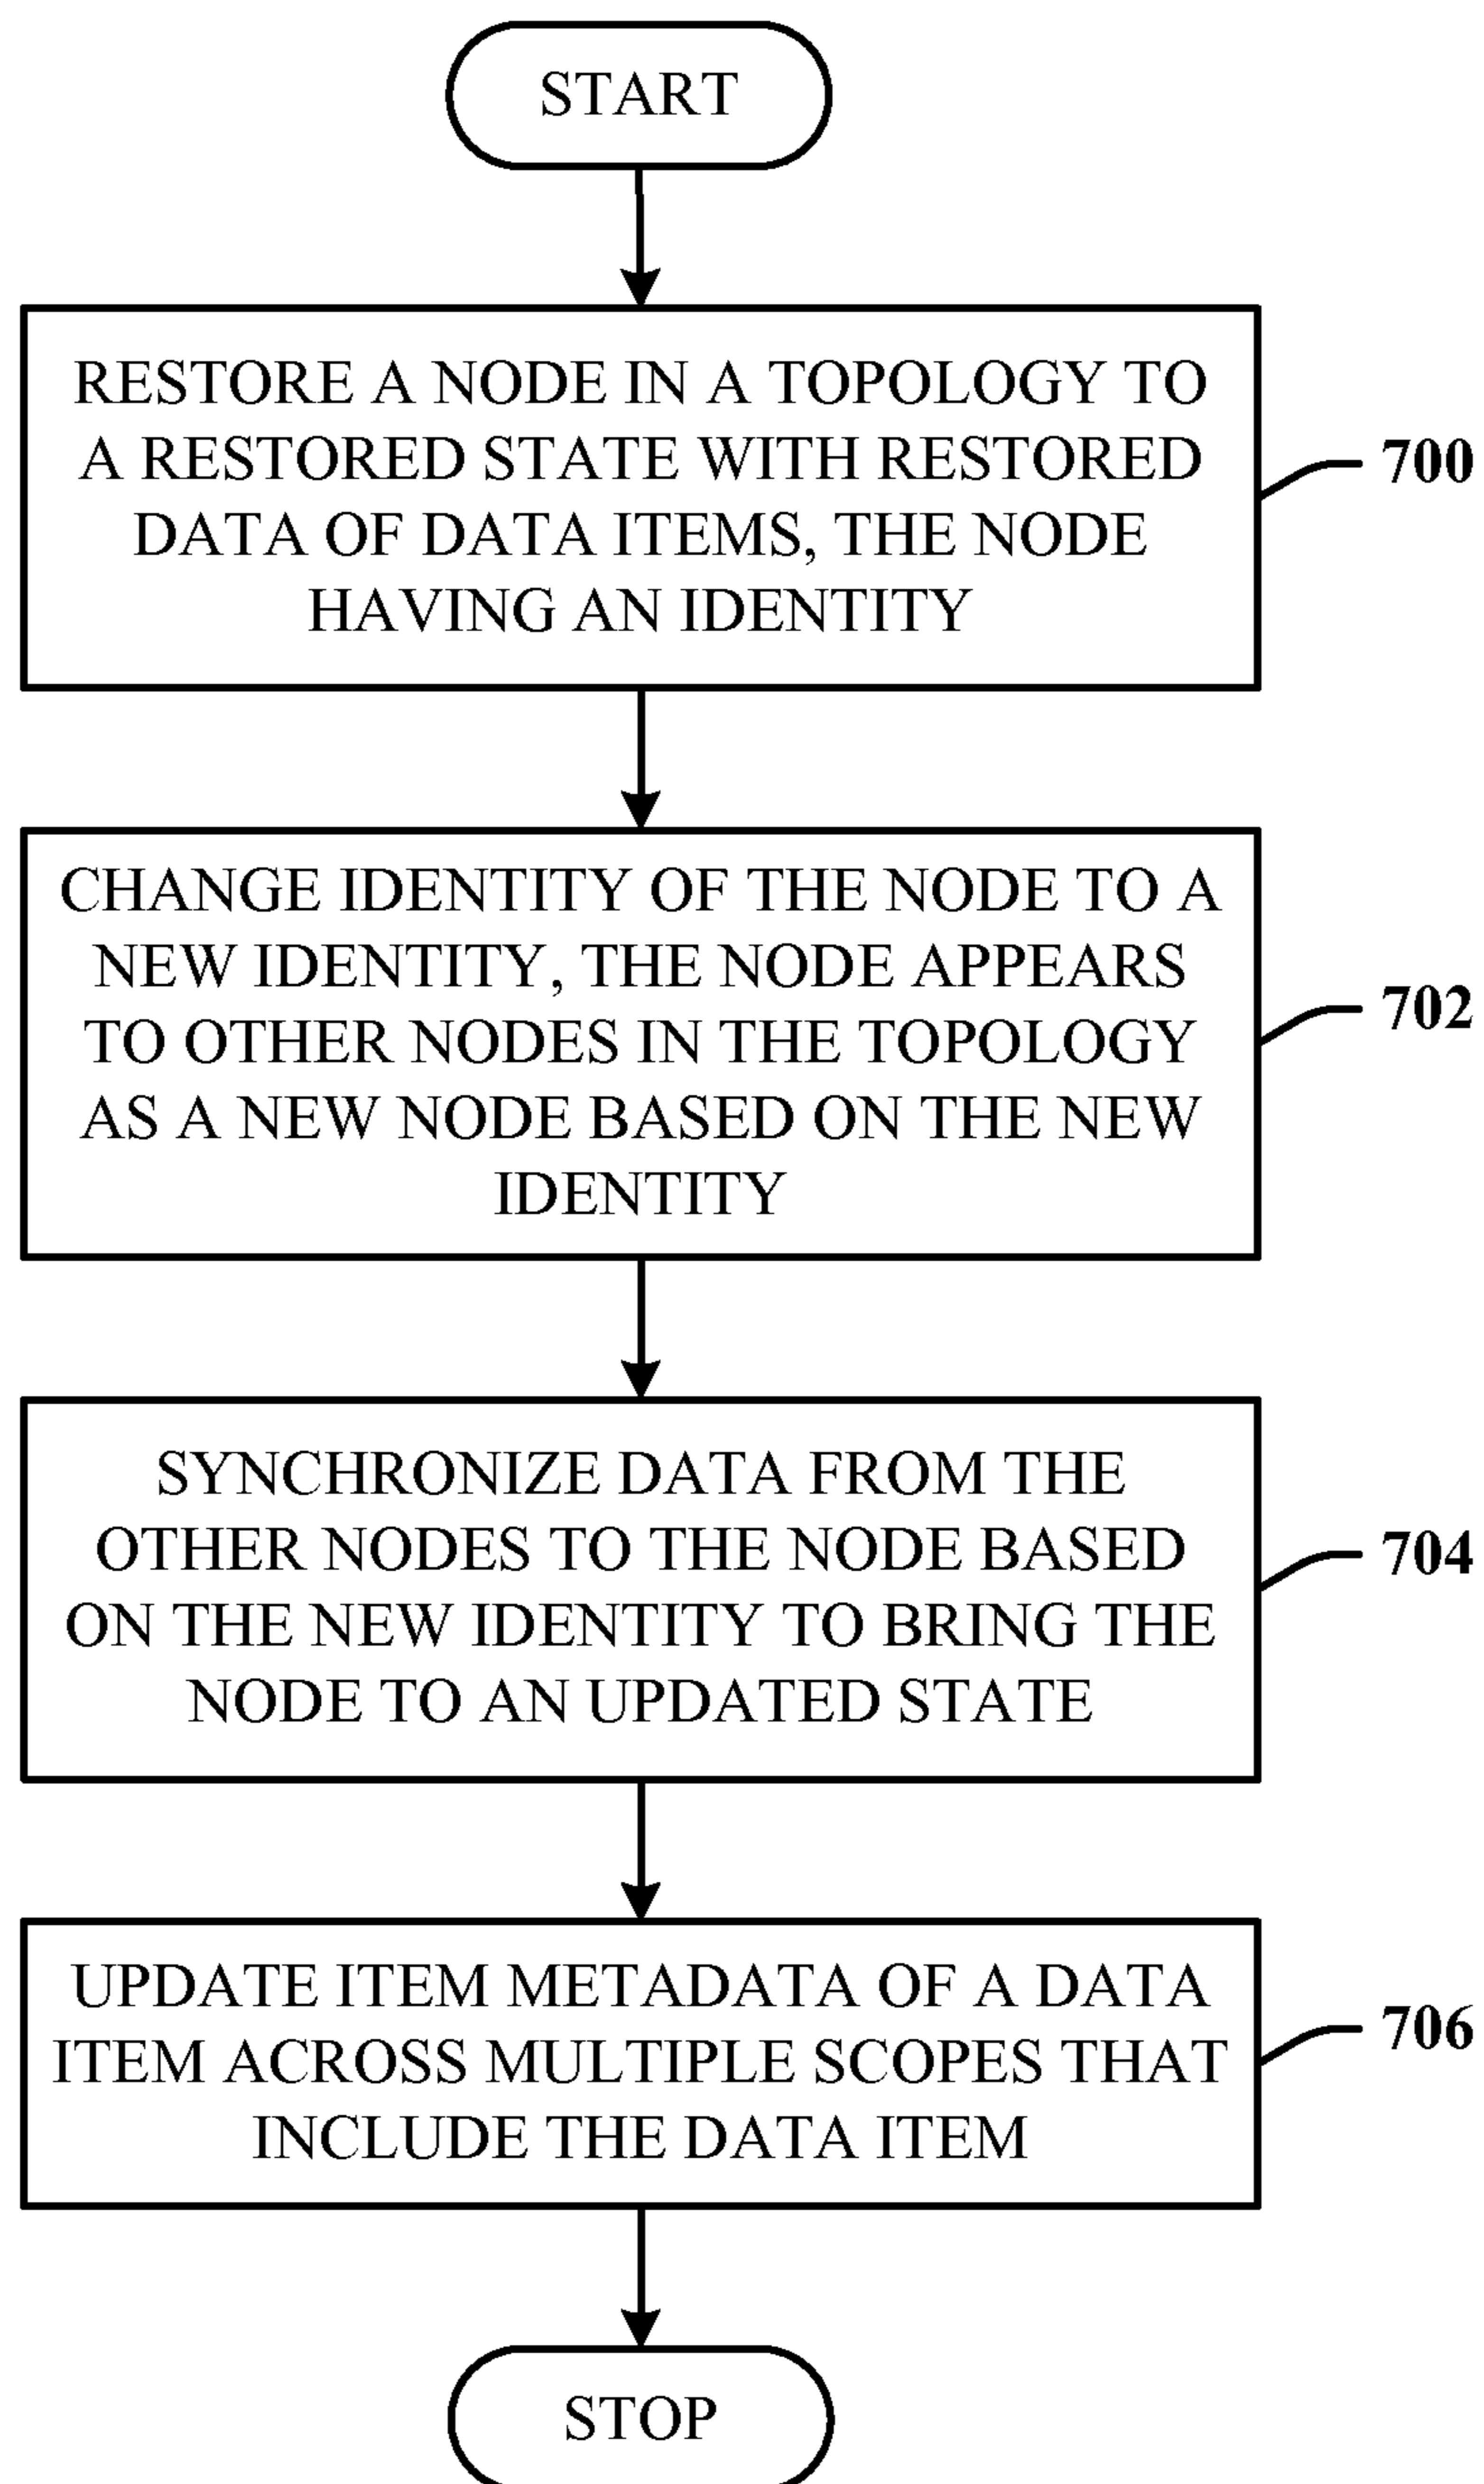 START
RESTORE A NODE IN A TOPOLOGY TO
A RESTORED STATE WITH RESTORED
DATA OF DATA ITEMS, THE NODE
HAVING AN IDENTITY
700
CHANGE IDENTITY OF THE NODE TO A
NEW IDENTITY, THE NODE APPEARS
TO OTHER NODES IN THE TOPOLOGY
AS A NEW NODE BASED ON THE NEW
IDENTITY
702
SYNCHRONIZE DATA FROM THE
OTHER NODES TO THE NODE BASED
ON THE NEW IDENTITY TO BRING THE
NODE TO AN UPDATED STATE
704
UPDATE ITEM METADATA OF A DATA
ITEM ACROSS MULTIPLE SCOPES THAT
INCLUDE THE DATA ITEM
706
STOP